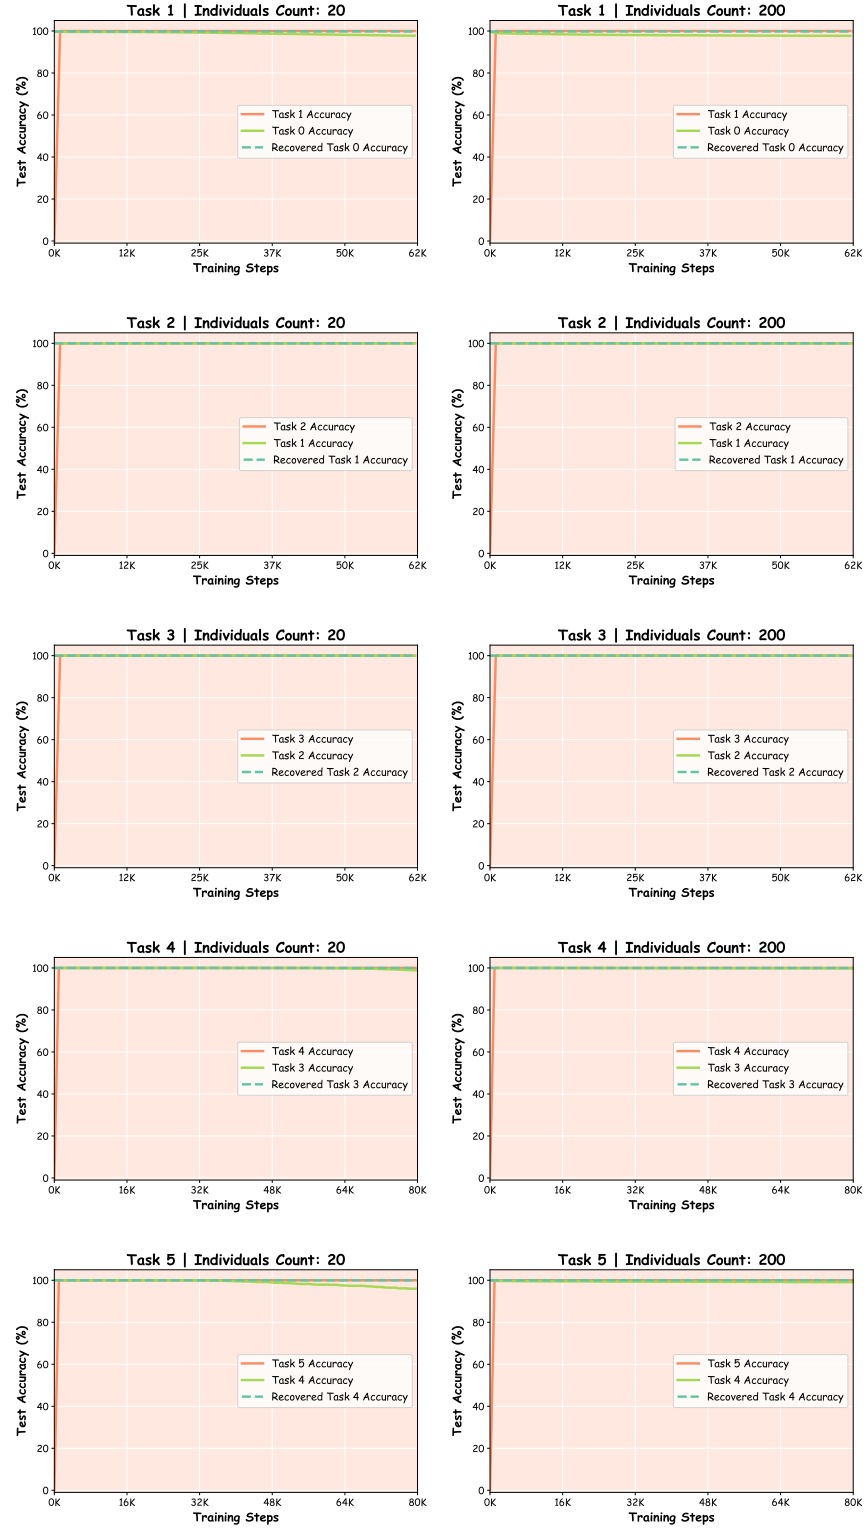 Task 1 | Individuals Count: 20
Test Accuracy (%)
100
80
60
40
20
0
Task 1 Accuracy
Task 0 Accuracy
Recovered Task 0 Accuracy
0K 12K 25K 37K 50K 62K
Training Steps
Task 1 | Individuals Count: 200
Test Accuracy (%)
100
80
60
40
20
0
Task 1 Accuracy
Task 0 Accuracy
Recovered Task 0 Accuracy
0K 12K 25K 37K 50K 62K
Training Steps
Task 2 | Individuals Count: 20
Test Accuracy (%)
100
80
60
40
20
0
Task 2 Accuracy
Task 1 Accuracy
Recovered Task 1 Accuracy
0K 12K 25K 37K 50K 62K
Training Steps
Task 2 | Individuals Count: 200
Test Accuracy (%)
100
80
60
40
20
0
Task 2 Accuracy
Task 1 Accuracy
Recovered Task 1 Accuracy
0K 12K 25K 37K 50K 62K
Training Steps
Task 3 | Individuals Count: 20
Test Accuracy (%)
100
80
60
40
20
0
Task 3 Accuracy
Task 2 Accuracy
Recovered Task 2 Accuracy
0K 12K 25K 37K 50K 62K
Training Steps
Task 3 | Individuals Count: 200
Test Accuracy (%)
100
80
60
40
20
0
Task 3 Accuracy
Task 2 Accuracy
Recovered Task 2 Accuracy
0K 12K 25K 37K 50K 62K
Training Steps
Task 4 | Individuals Count: 20
Test Accuracy (%)
100
80
60
40
20
0
Task 4 Accuracy
Task 3 Accuracy
Recovered Task 3 Accuracy
0K 16K 32K 48K 64K 80K
Training Steps
Task 4 | Individuals Count: 200
Test Accuracy (%)
100
80
60
40
20
0
Task 4 Accuracy
Task 3 Accuracy
Recovered Task 3 Accuracy
0K 16K 32K 48K 64K 80K
Training Steps
Task 5 | Individuals Count: 20
Test Accuracy (%)
100
80
60
40
20
0
Task 5 Accuracy
Task 4 Accuracy
Recovered Task 4 Accuracy
0K 16K 32K 48K 64K 80K
Training Steps
Task 5 | Individuals Count: 200
Test Accuracy (%)
100
80
60
40
20
0
Task 5 Accuracy
Task 4 Accuracy
Recovered Task 4 Accuracy
0K 16K 32K 48K 64K 80K
Training Steps